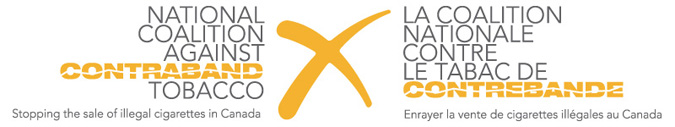 NATIONAL
COALITION
AGAINST
CONTRABAND
TOBACCO
Stopping the sale of illegal cigarettes in Canada
LA COALITION
NATIONALE
CONTRE
LE TABAC DE
CONTREBANDE
Enrayer la vente de cigarettes illégales au Canada